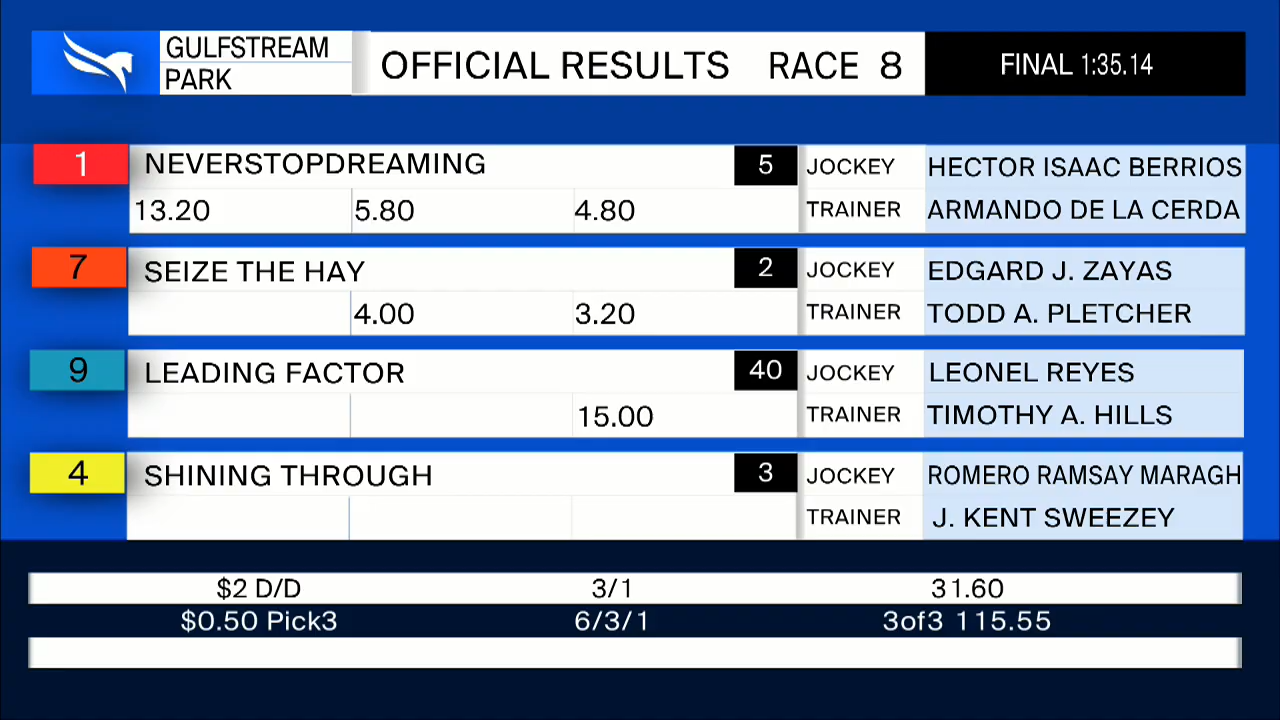 GULFSTREAM
PARK
OFFICIAL RESULTS RACE 8
FINAL 1:35.14
1 NEVERSTOPDREAMING 5 JOCKEY HECTOR ISAAC BERRIOS
13.20 5.80 4.80 TRAINER ARMANDO DE LA CERDA
7 SEIZE THE HAY 2 JOCKEY EDGARD J. ZAYAS
4.00 3.20 TRAINER TODD A. PLETCHER
9 LEADING FACTOR 40 JOCKEY LEONEL REYES
15.00 TRAINER TIMOTHY A. HILLS
4 SHINING THROUGH 3 JOCKEY ROMERO RAMSAY MARAGH
TRAINER J. KENT SWEEZEY
$2 D/D 3/1 31.60
$0.50 Pick3 6/3/1 3of3 115.55